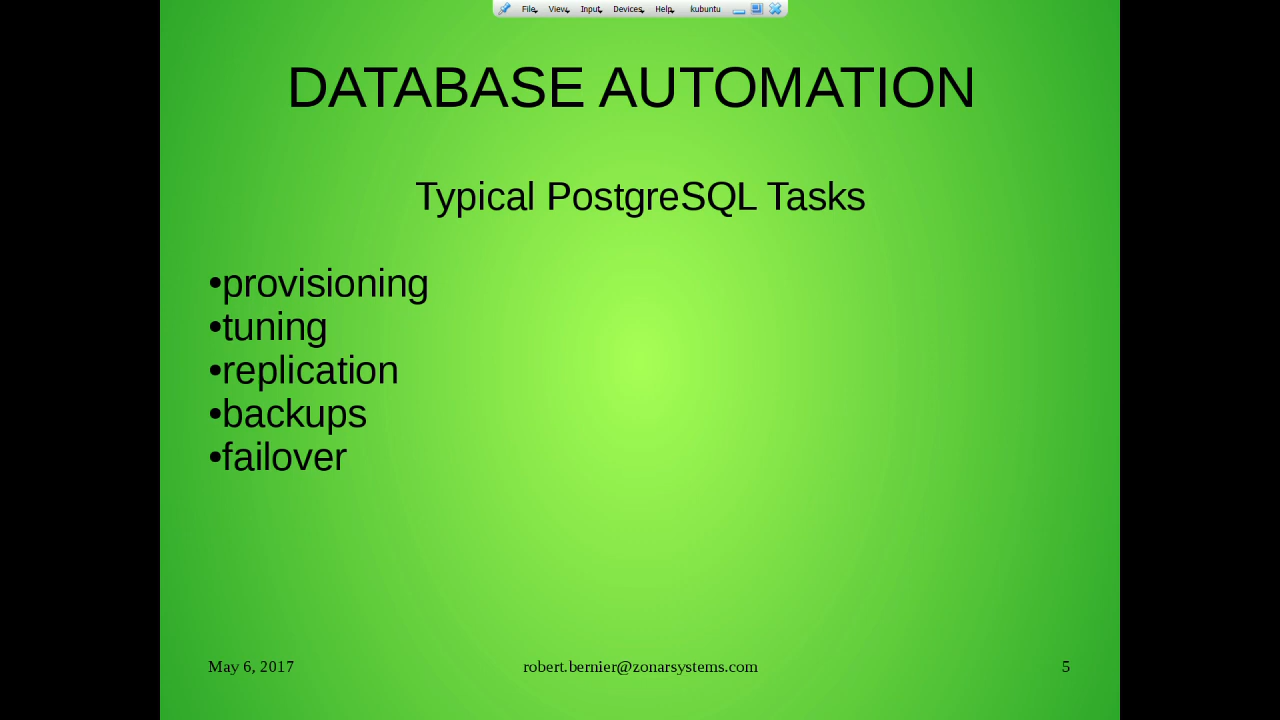 File View Input Devices Help kubuntu
DATABASE AUTOMATION
Typical PostgreSQL Tasks
•provisioning
•tuning
•replication
•backups
•failover
May 6, 2017 robert.bernier@zonarsystems.com 5